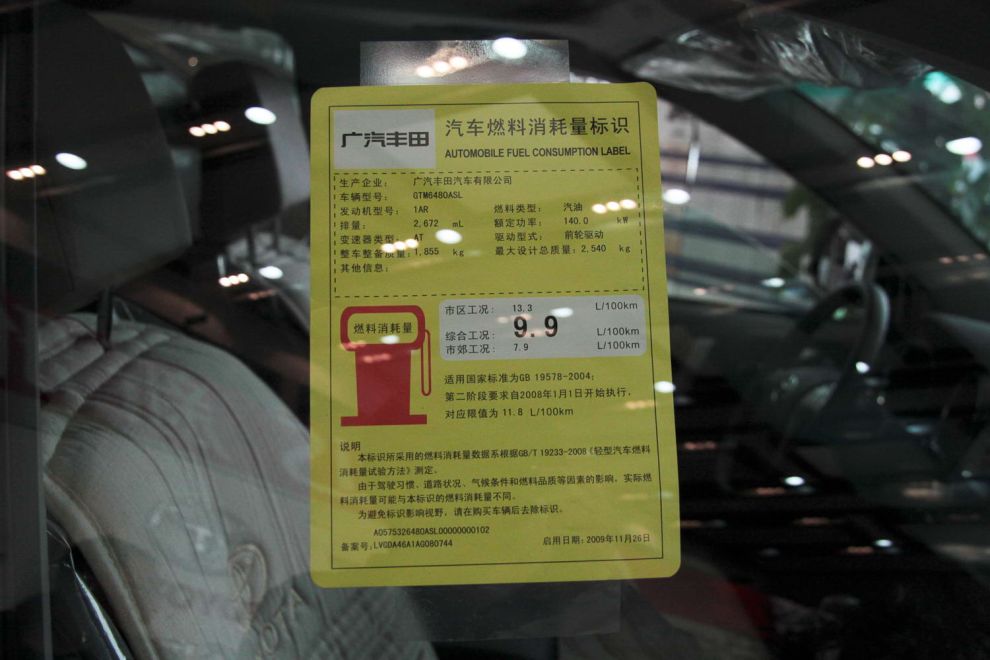 广汽丰田
汽车燃料消耗量标识
AUTOMOBILE FUEL CONSUMPTION LABEL
生产企业: 广汽丰田汽车有限公司
车辆型号: GTM6480ASL
发动机型号: 1AR 燃料类型: 汽油
排量: 2,672 mL 额定功率: 140.0 kW
变速器类型: AT 驱动型式: 前轮驱动
整车整备质量: 1,855 kg 最大设计总质量: 2,540 kg
其他信息:
燃料消耗量
市区工况: 13.3 L/100km
综合工况: 9.9 L/100km
市郊工况: 7.9 L/100km
适用国家标准为GB 19578-2004;
第二阶段要求自2008年1月1日开始执行,
对应限值为 11.8 L/100km
说明
本标识所采用的燃料消耗量数据系根据GB/T 19233-2008《轻型汽车燃料
消耗量试验方法》测定。
由于驾驶习惯、道路状况、气候条件和燃料品质等因素的影响, 实际燃
料消耗量可能与本标识的燃料消耗量不同。
为避免标识影响视野, 请在购买车辆后去除标识。
A0575326480ASL00000000102
备案号: LVGDA46A1AG080744 启用日期: 2009年11月26日